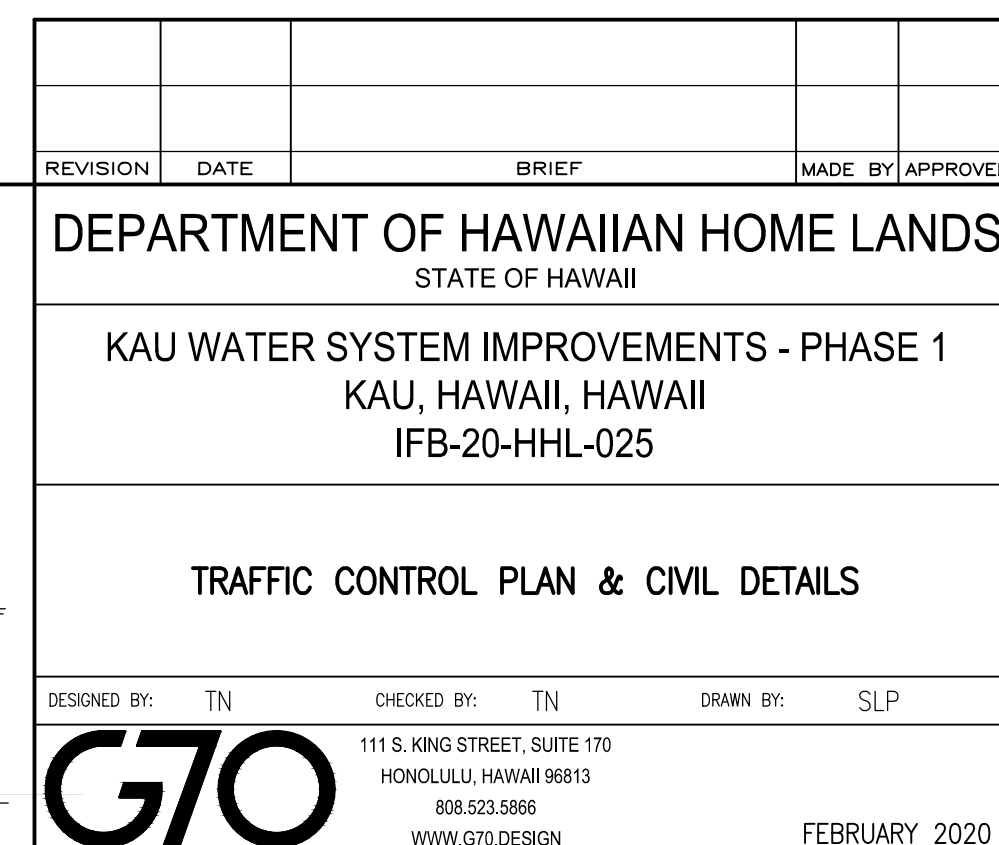 REVISION DATE BRIEF MADE BY APPROVED
DEPARTMENT OF HAWAIIAN HOME LANDS
STATE OF HAWAII
KAU WATER SYSTEM IMPROVEMENTS - PHASE 1
KAU, HAWAII, HAWAII
IFB-20-HHL-025
TRAFFIC CONTROL PLAN & CIVIL DETAILS
DESIGNED BY: TN CHECKED BY: TN DRAWN BY: SLP
G70
111 S. KING STREET, SUITE 170
HONOLULU, HAWAII 96813
808.523.5866
WWW.G70.DESIGN
FEBRUARY 2020